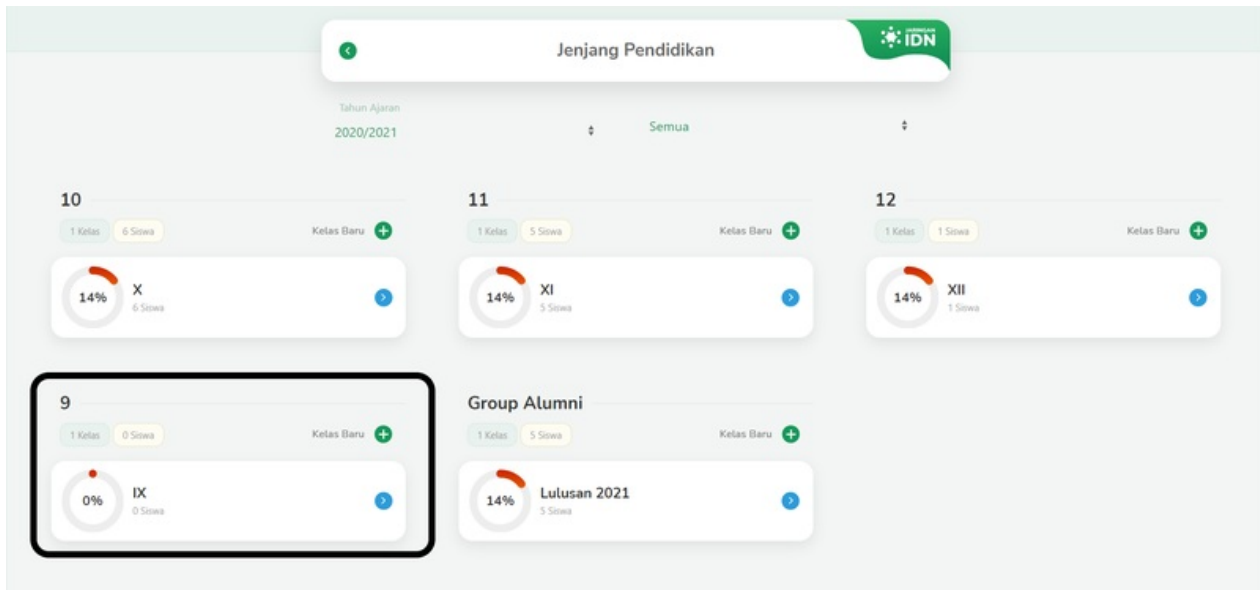 Jenjang Pendidikan
JARINGAN
IDN
Tahun Ajaran
2020/2021
Semua
10
1 Kelas 6 Siswa Kelas Baru
14%
X
6 Siswa
11
1 Kelas 5 Siswa Kelas Baru
14%
XI
5 Siswa
12
1 Kelas 1 Siswa Kelas Baru
14%
XII
1 Siswa
9
1 Kelas 0 Siswa Kelas Baru
0%
IX
0 Siswa
Group Alumni
1 Kelas 5 Siswa Kelas Baru
14%
Lulusan 2021
5 Siswa